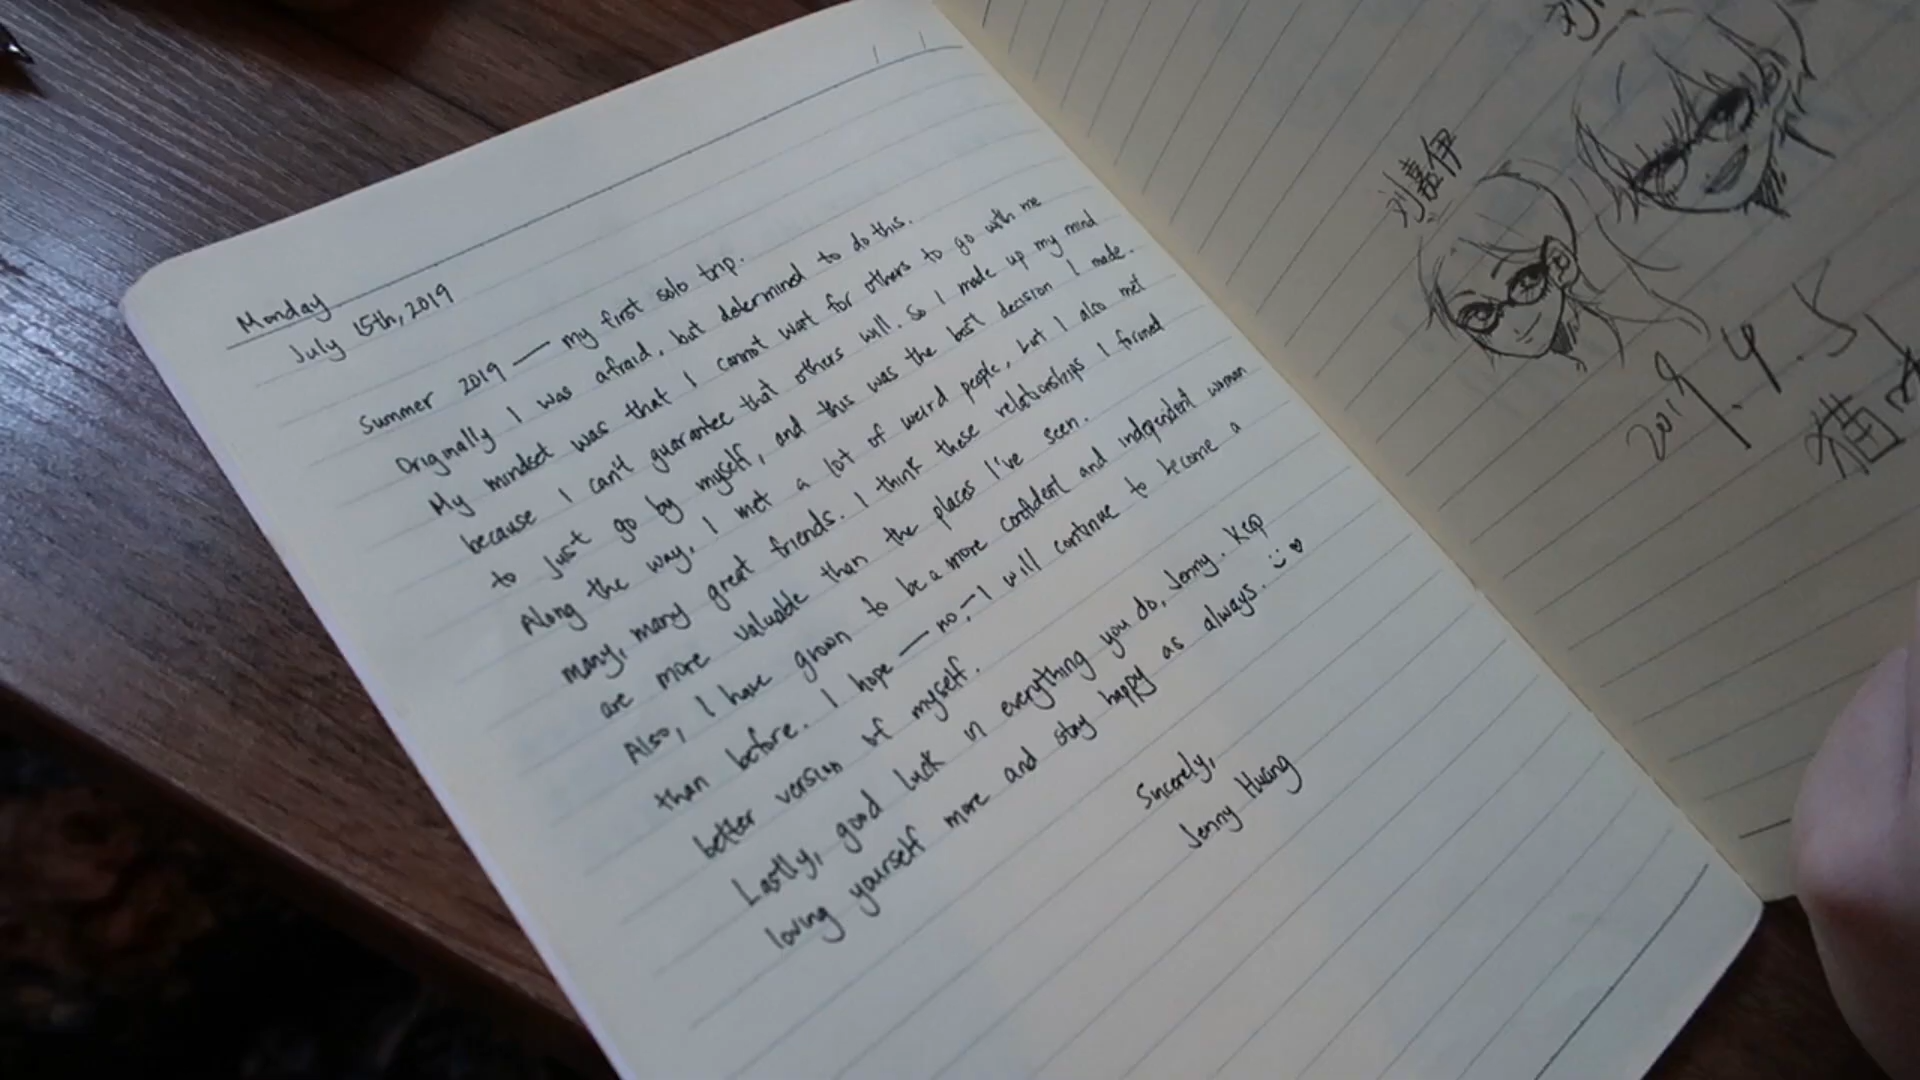 Monday
July 15th, 2019
Summer 2019 — my first solo trip.
Originally I was afraid, but determined to do this.
My mindset was that I cannot wait for others to go with me
because I can't guarantee that others will. So I made up my mind
to just go by myself, and this was the best decision I made.
Along the way, I met a lot of weird people, but I also met
many, many great friends. I think these relationships I formed
are more valuable than the places I've seen.
Also, I have grown to be a more confident and independent woman
than before. I hope — no, — I will continue to become a
better version of myself.
Lastly, good luck in everything you do, Jenny. Keep
loving yourself more and stay happy as always. :) ♥
Sincerely,
Jenny Huang
刘
刘嘉伊
2019.4.5
猫